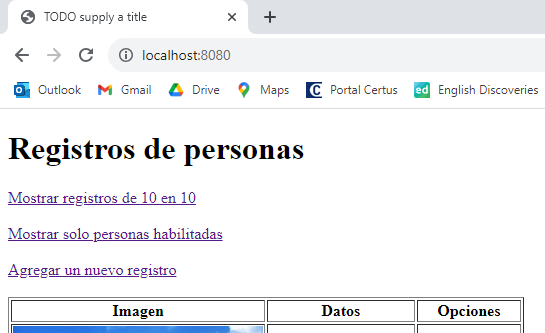 TODO supply a title
localhost:8080
Outlook Gmail Drive Maps Portal Certus ed English Discoveries
Registros de personas
Mostrar registros de 10 en 10
Mostrar solo personas habilitadas
Agregar un nuevo registro
Imagen Datos Opciones